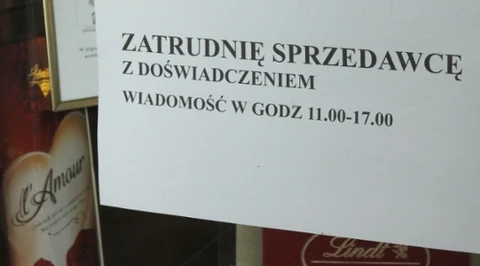 ZATRUDNIĘ SPRZEDAWCĘ
Z DOŚWIADCZENIEM
WIADOMOŚĆ W GODZ 11.00-17.00
l'Amour
Lindt